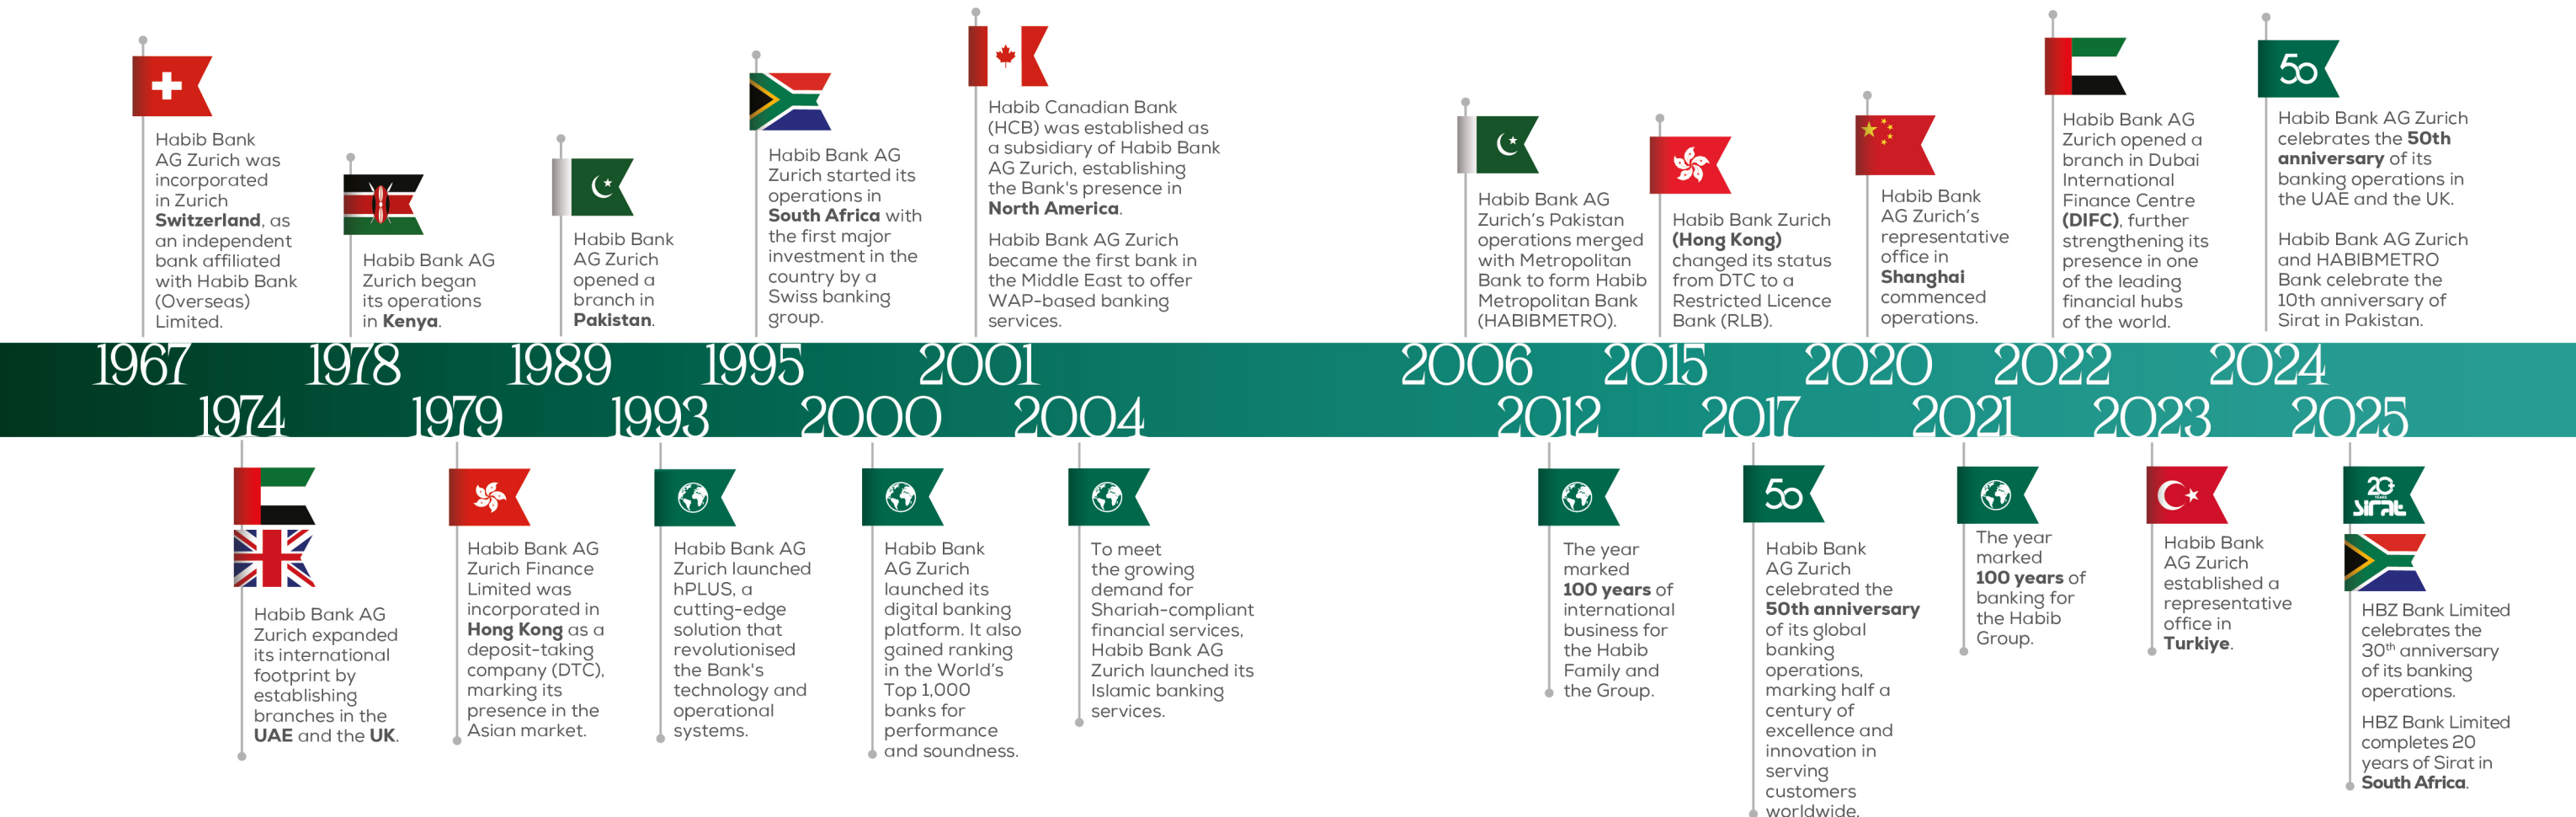 50
Habib Bank
AG Zurich was
incorporated
in Zurich
Switzerland, as
an independent
bank affiliated
with Habib Bank
(Overseas)
Limited.
Habib Bank AG
Zurich began
its operations
in Kenya.
Habib Bank
AG Zurich
opened a
branch in
Pakistan.
Habib Bank AG
Zurich started its
operations in
South Africa with
the first major
investment in the
country by a
Swiss banking
group.
Habib Canadian Bank
(HCB) was established as
a subsidiary of Habib Bank
AG Zurich, establishing
the Bank's presence in
North America.
Habib Bank AG Zurich
became the first bank in
the Middle East to offer
WAP-based banking
services.
Habib Bank AG
Zurich's Pakistan
operations merged
with Metropolitan
Bank to form Habib
Metropolitan Bank
(HABIBMETRO).
Habib Bank Zurich
(Hong Kong)
changed its status
from DTC to a
Restricted Licence
Bank (RLB).
Habib Bank
AG Zurich's
representative
office in
Shanghai
commenced
operations.
Habib Bank AG
Zurich opened a
branch in Dubai
International
Finance Centre
(DIFC), further
strengthening its
presence in one
of the leading
financial hubs
of the world.
Habib Bank AG Zurich
celebrates the 50th
anniversary of its
banking operations in
the UAE and the UK.
Habib Bank AG Zurich
and HABIBMETRO
Bank celebrate the
10th anniversary of
Sirat in Pakistan.
1967 1978 1989 1995 2001 2006 2015 2020 2022 2024
1974 1979 1993 2000 2004 2012 2017 2021 2023 2025
Habib Bank AG
Zurich expanded
its international
footprint by
establishing
branches in the
UAE and the UK.
Habib Bank AG
Zurich Finance
Limited was
incorporated in
Hong Kong as a
deposit-taking
company (DTC),
marking its
presence in the
Asian market.
Habib Bank AG
Zurich launched
hPLUS, a
cutting-edge
solution that
revolutionised
the Bank's
technology and
operational
systems.
Habib Bank
AG Zurich
launched its
digital banking
platform. It also
gained ranking
in the World's
Top 1,000
banks for
performance
and soundness.
To meet
the growing
demand for
Shariah-compliant
financial services,
Habib Bank AG
Zurich launched its
Islamic banking
services.
The year
marked
100 years of
international
business for
the Habib
Family and
the Group.
50
Habib Bank
AG Zurich
celebrated the
50th anniversary
of its global
banking
operations,
marking half a
century of
excellence and
innovation in
serving
customers
worldwide.
The year
marked
100 years of
banking for
the Habib
Group.
Habib Bank
AG Zurich
established a
representative
office in
Turkiye.
20
YEARS
sirat
HBZ Bank Limited
celebrates the
30th anniversary
of its banking
operations.
HBZ Bank Limited
completes 20
years of Sirat in
South Africa.